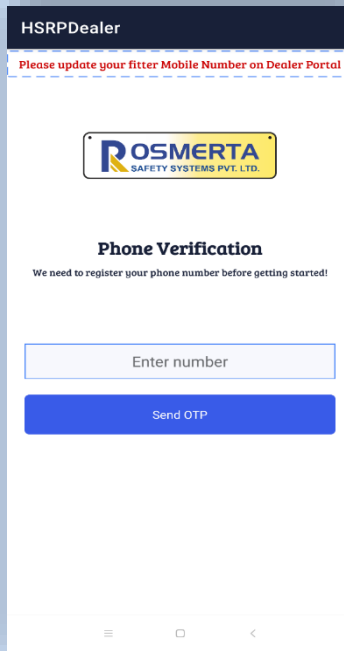 HSRPDealer
Please update your fitter Mobile Number on Dealer Portal
ROSMERTA
SAFETY SYSTEMS PVT. LTD.
Phone Verification
We need to register your phone number before getting started!
Enter number
Send OTP